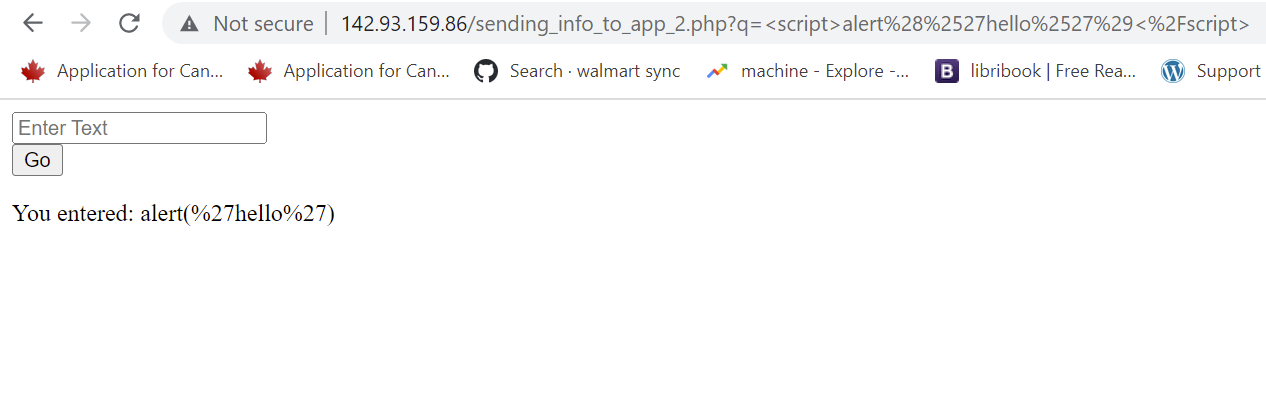 Not secure | 142.93.159.86/sending_info_to_app_2.php?q=<script>alert%28%2527hello%2527%29<%2Fscript>
Application for Can... Application for Can... Search · walmart sync machine - Explore -... libribook | Free Rea... Support
Enter Text
Go
You entered: alert(%27hello%27)